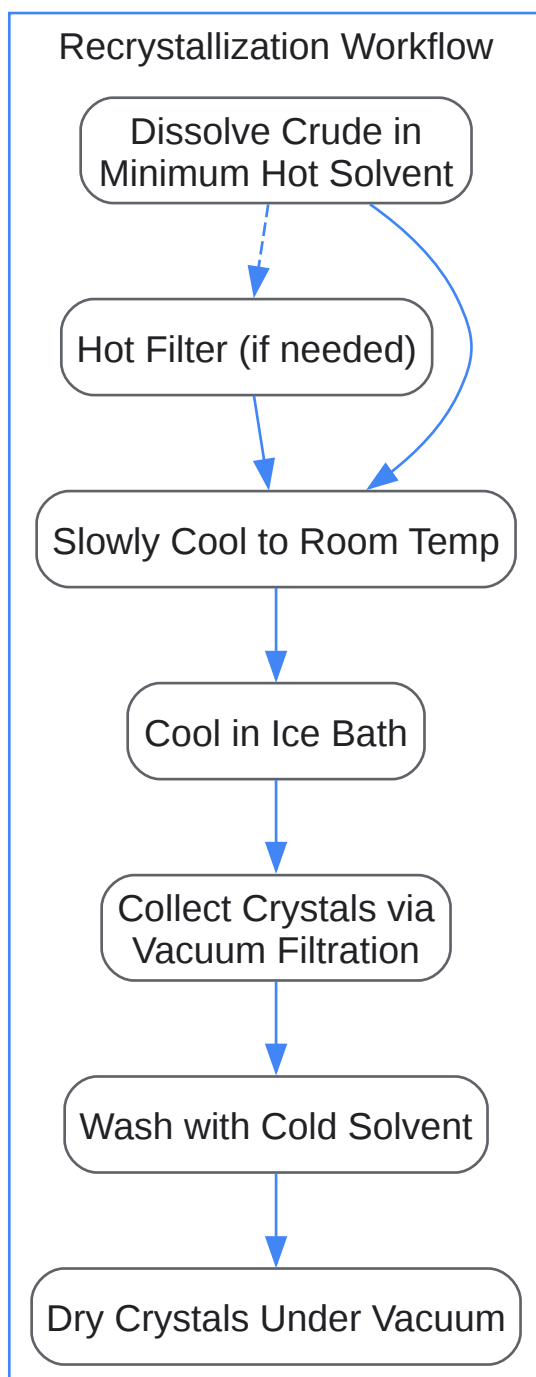 Recrystallization Workflow
Dissolve Crude in
Minimum Hot Solvent
Hot Filter (if needed)
Slowly Cool to Room Temp
Cool in Ice Bath
Collect Crystals via
Vacuum Filtration
Wash with Cold Solvent
Dry Crystals Under Vacuum